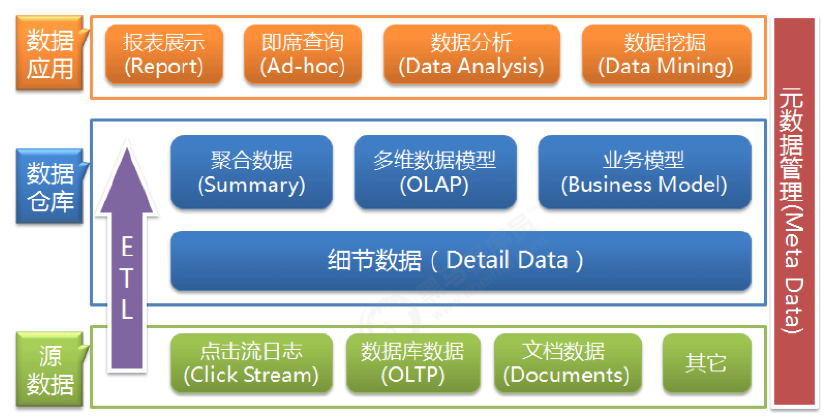 数据
应用
报表展示
(Report)
即席查询
(Ad-hoc)
数据分析
(Data Analysis)
数据挖掘
(Data Mining)
数据
仓库
ETL
聚合数据
(Summary)
多维数据模型
(OLAP)
业务模型
(Business Model)
细节数据（Detail Data）
源
数据
点击流日志
(Click Stream)
数据库数据
(OLTP)
文档数据
(Documents)
其它
元数据管理(Meta Data)